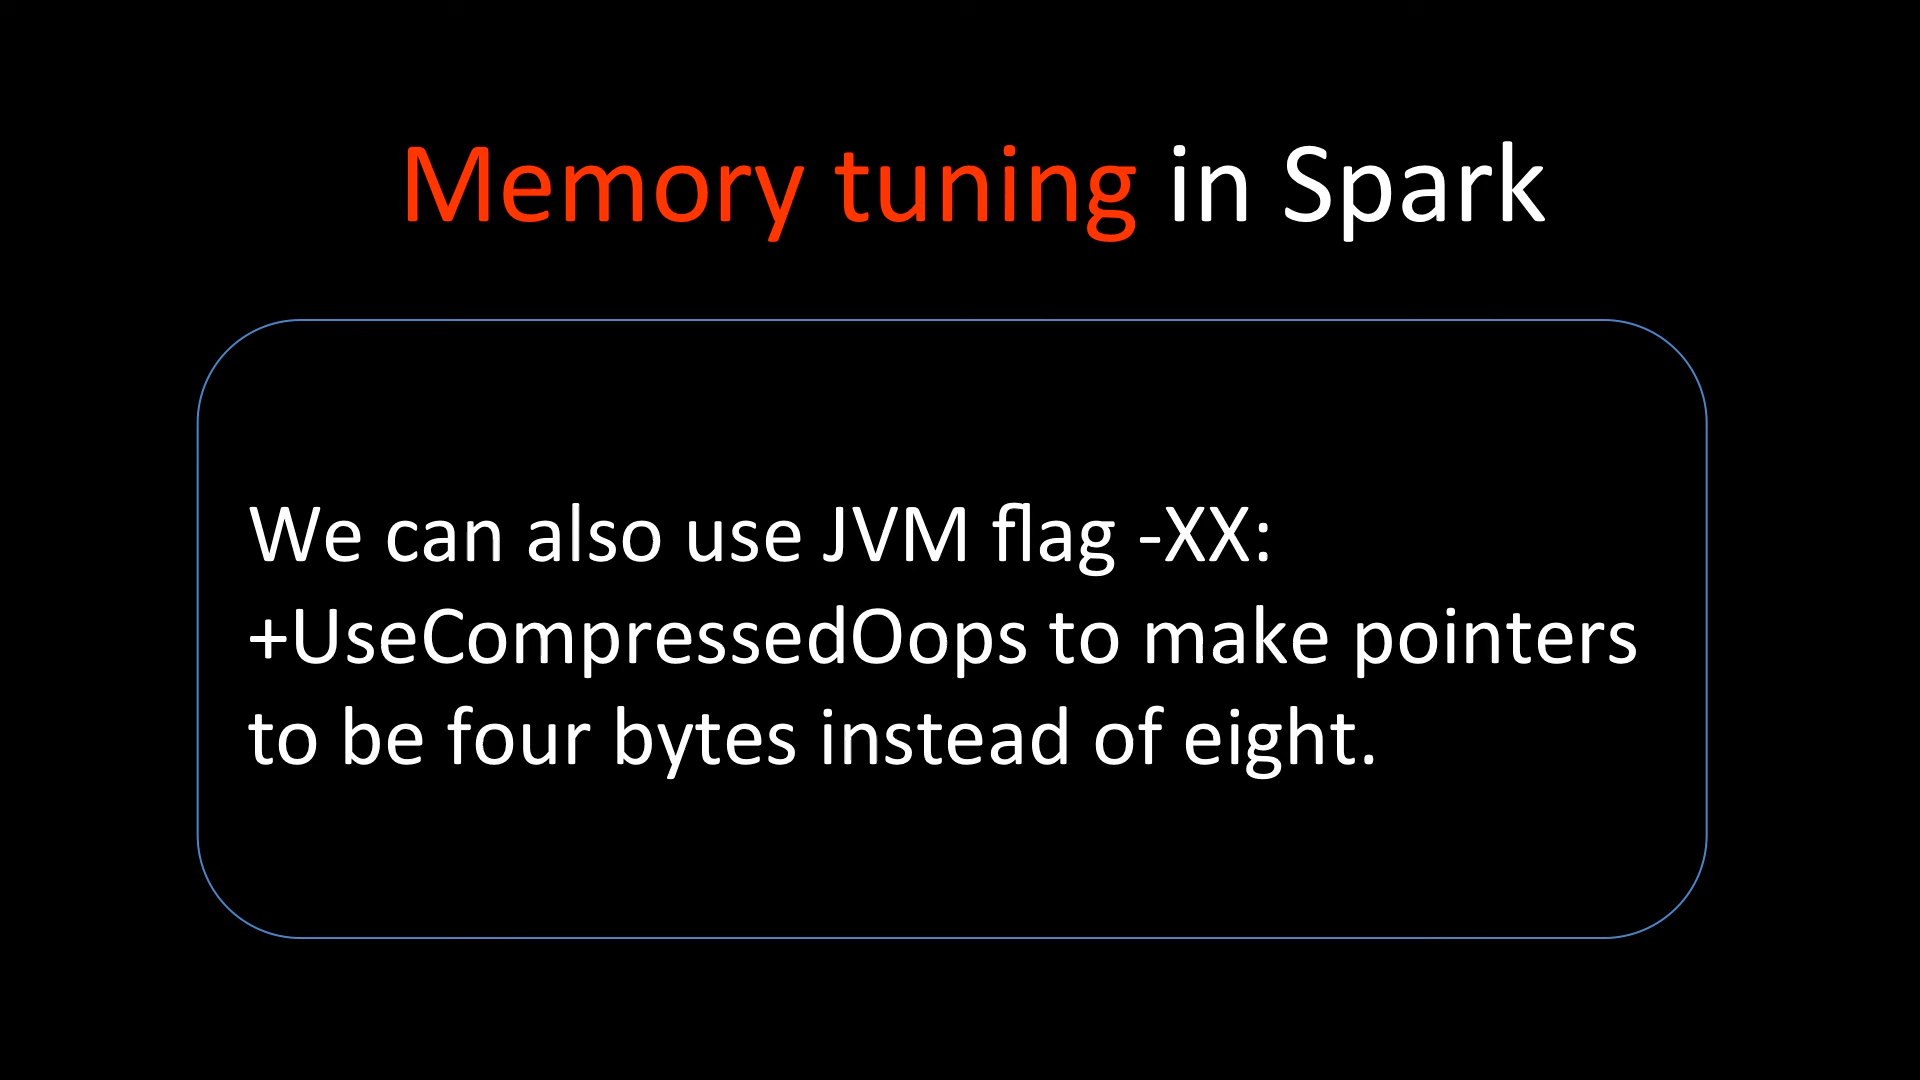 Memory tuning in Spark
We can also use JVM flag -XX:
+UseCompressedOops to make pointers
to be four bytes instead of eight.